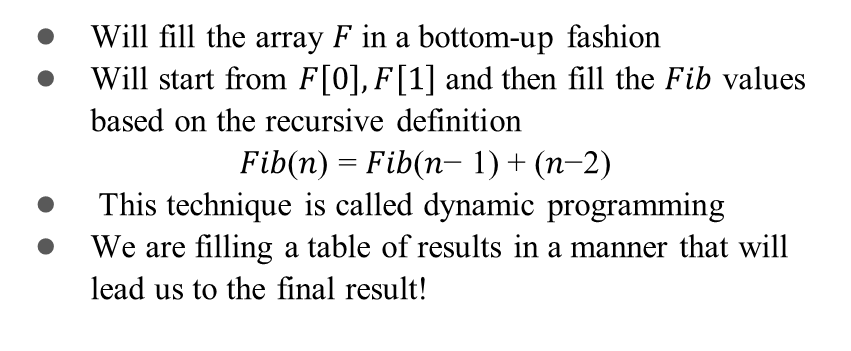 ● Will fill the array F in a bottom-up fashion
● Will start from F[0], F[1] and then fill the Fib values
based on the recursive definition
Fib(n) = Fib(n− 1) + (n−2)
● This technique is called dynamic programming
● We are filling a table of results in a manner that will
lead us to the final result!